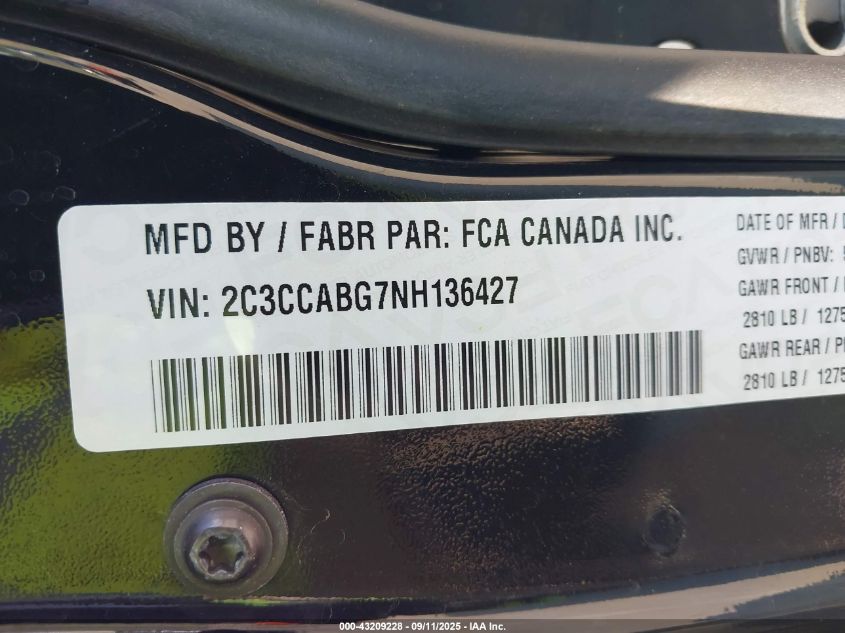 MFD BY / FABR PAR: FCA CANADA INC.
VIN: 2C3CCABG7NH136427
DATE OF MFR /
GVWR / PNBV:
GAWR FRONT /
2810 LB / 1275
GAWR REAR /
2810 LB / 1275
000-43209228 - 09/11/2025 - IAA Inc.